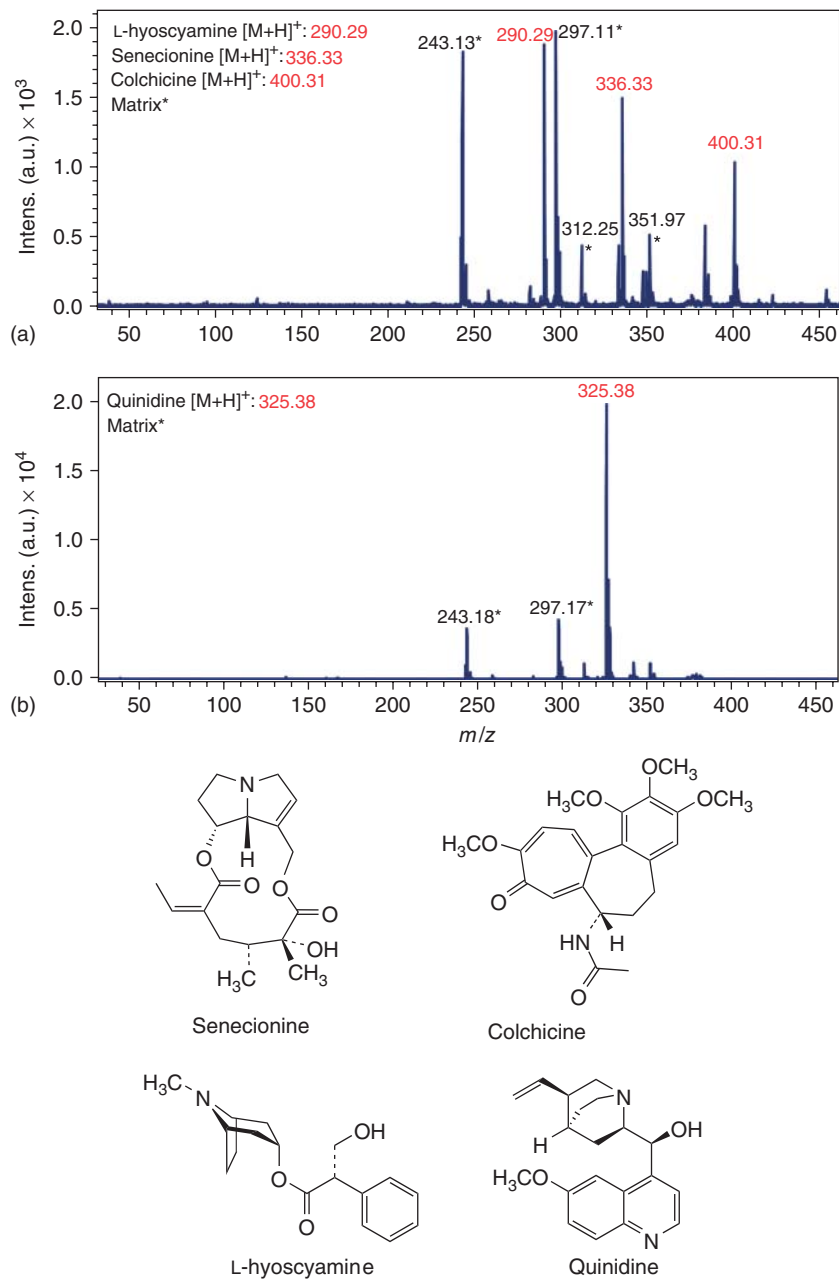 L-hyoscyamine [M+H]+: 290.29
Senecionine [M+H]+: 336.33
Colchicine [M+H]+: 400.31
Matrix*
243.13*
290.29
297.11*
336.33
400.31
312.25
*
351.97
*
Intens. (a.u.) × 10³
2.0
1.5
1.0
0.5
0.0
50 100 150 200 250 300 350 400 450
(a)
Quinidine [M+H]+: 325.38
Matrix*
325.38
243.18*
297.17*
Intens. (a.u.) × 10⁴
2.0
1.5
1.0
0.5
0.0
50 100 150 200 250 300 350 400 450
(b)
m/z
N
H
O
O
O
O
OH
H₃C
CH₃
Senecionine
OCH₃
H₃CO
OCH₃
H₃CO
O
HN
H
O
Colchicine
H₃C
N
OH
O
O
L-hyoscyamine
N
H
OH
H₃CO
N
Quinidine